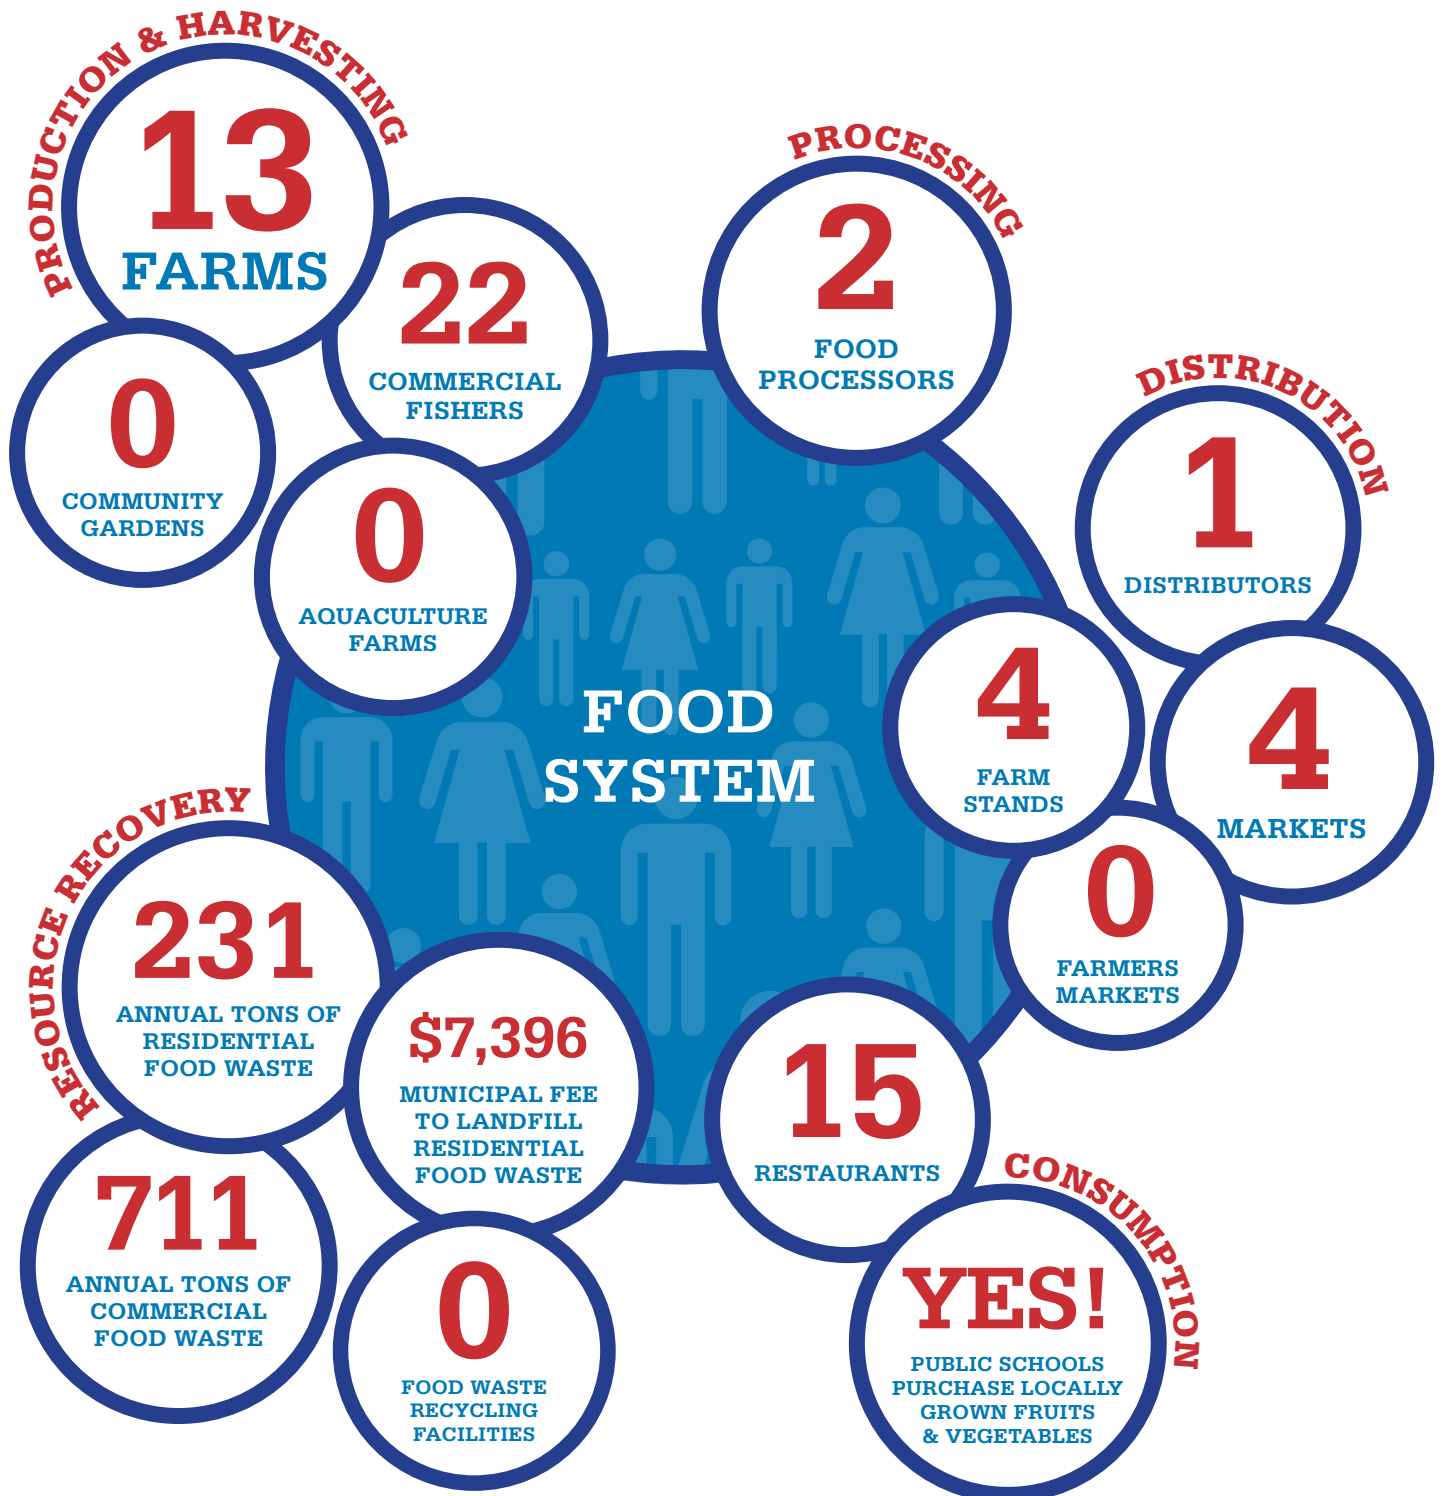 PRODUCTION & HARVESTING
13
FARMS
22
COMMERCIAL
FISHERS
0
COMMUNITY
GARDENS
0
AQUACULTURE
FARMS
PROCESSING
2
FOOD
PROCESSORS
DISTRIBUTION
1
DISTRIBUTORS
4
FARM
STANDS
4
MARKETS
0
FARMERS
MARKETS
FOOD
SYSTEM
RESOURCE RECOVERY
231
ANNUAL TONS OF
RESIDENTIAL
FOOD WASTE
$7,396
MUNICIPAL FEE
TO LANDFILL
RESIDENTIAL
FOOD WASTE
711
ANNUAL TONS OF
COMMERCIAL
FOOD WASTE
0
FOOD WASTE
RECYCLING
FACILITIES
15
RESTAURANTS
CONSUMPTION
YES!
PUBLIC SCHOOLS
PURCHASE LOCALLY
GROWN FRUITS
& VEGETABLES